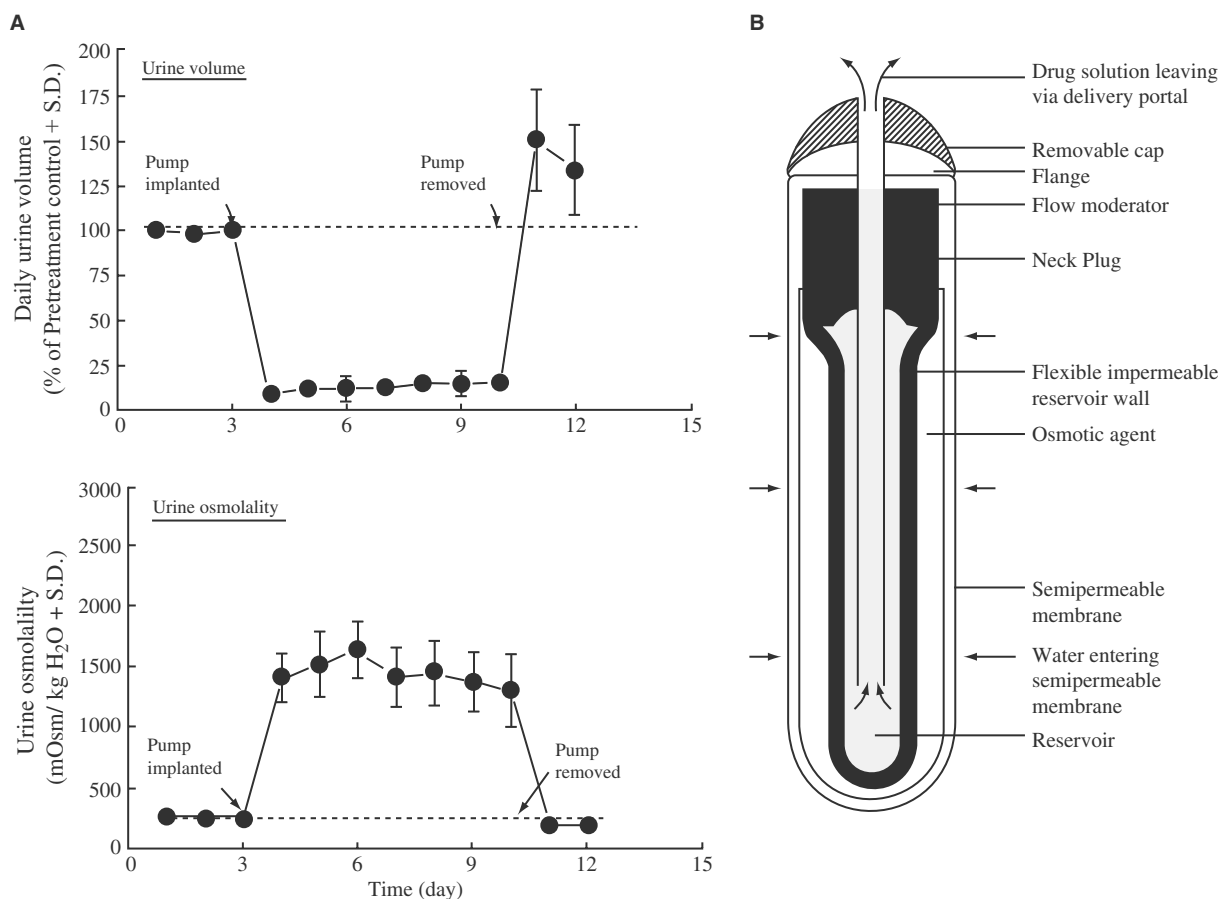 A
Urine volume
Daily urine volume
(% of Pretreatment control + S.D.)
200
175
150
125
100
75
50
25
0
Pump
implanted
Pump
removed
0
3
6
9
12
15
Urine osmolality
Urine osmolalilty
(mOsm/ kg H₂O + S.D.)
3000
2500
2000
1500
1000
500
0
Pump
implanted
Pump
removed
0
3
6
9
12
15
Time (day)
B
Drug solution leaving
via delivery portal
Removable cap
Flange
Flow moderator
Neck Plug
Flexible impermeable
reservoir wall
Osmotic agent
Semipermeable
membrane
Water entering
semipermeable
membrane
Reservoir